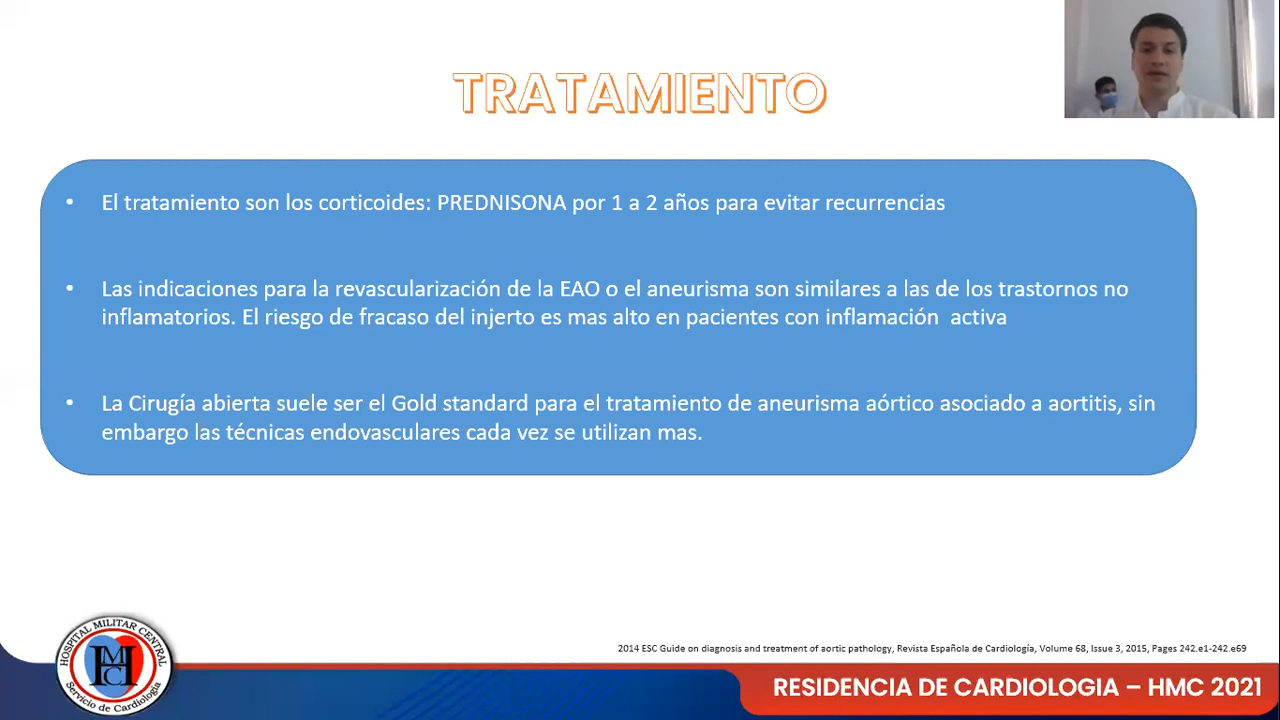 TRATAMIENTO
• El tratamiento son los corticoides: PREDNISONA por 1 a 2 años para evitar recurrencias
• Las indicaciones para la revascularización de la EAO o el aneurisma son similares a las de los trastornos no
inflamatorios. El riesgo de fracaso del injerto es mas alto en pacientes con inflamación activa
• La Cirugía abierta suele ser el Gold standard para el tratamiento de aneurisma aórtico asociado a aortitis, sin
embargo las técnicas endovasculares cada vez se utilizan mas.
2014 ESC Guide on diagnosis and treatment of aortic pathology, Revista Española de Cardiología, Volume 68, Issue 3, 2015, Pages 242.e1-242.e69
HOSPITAL MILITAR CENTRAL
HMC
Servicio de Cardiología
RESIDENCIA DE CARDIOLOGIA – HMC 2021